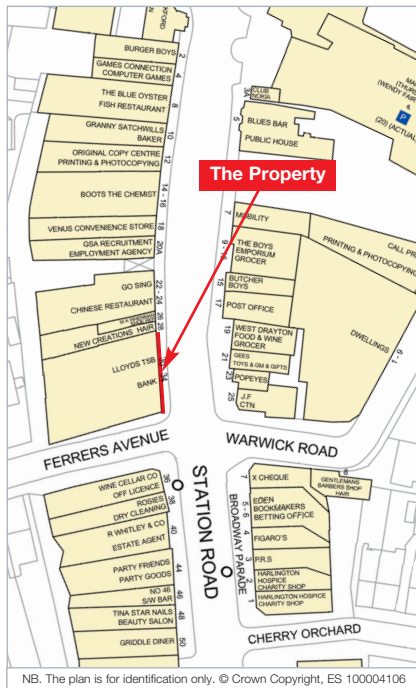 BURGER BOYS
2
GAMES CONNECTION
COMPUTER GAMES
4
THE BLUE OYSTER
FISH RESTAURANT
8
GRANNY SATCHWILLS
BAKER
10
ORIGINAL COPY CENTRE
PRINTING & PHOTOCOPYING
12
BOOTS THE CHEMIST
14 - 16
VENUS CONVENIENCE STORE
18
GSA RECRUITMENT
EMPLOYMENT AGENCY
20A
GO SING
CHINESE RESTAURANT
22 - 24
26
NEW CREATIONS HAIR
28
LLOYDS TSB
BANK
34
CLUB
NOKIA
3A
BLUES BAR
PUBLIC HOUSE
5
P
(20) (ACTUAL
The Property
MOBILITY
7
THE BOYS
EMPORIUM
GROCER
BUTCHER
BOYS
15
POST OFFICE
17
WEST DRAYTON
FOOD & WINE
GROCER
19
GEES
TOYS & GM & GIFTS
21
POPEYES
23
J.F
CTN
25
CALL PR
PRINTING & PHOTOCOPYING
DWELLINGS
6 - 1
FERRERS AVENUE
WARWICK ROAD
STATION ROAD
BROADWAY PARADE
WINE CELLAR CO
OFF LICENCE
36
ROSIES
DRY CLEANING
38
R WHITLEY & CO
ESTATE AGENT
40
PARTY FRIENDS
PARTY GOODS
44
NO 46
S/W BAR
46
TINA STAR NAILS
BEAUTY SALON
48
GRIDDLE DINER
50
X CHEQUE
7
GENTLEMANS
BARBERS SHOP
HAIR
8
EDEN
BOOKMAKERS
BETTING OFFICE
5 - 6
FIGARO'S
4
P.R.S
3
HARLINGTON
HOSPICE
CHARITY SHOP
2
HARLINGTON HOSPICE
CHARITY SHOP
1
CHERRY ORCHARD
NB. The plan is for identification only. © Crown Copyright, ES 100004106